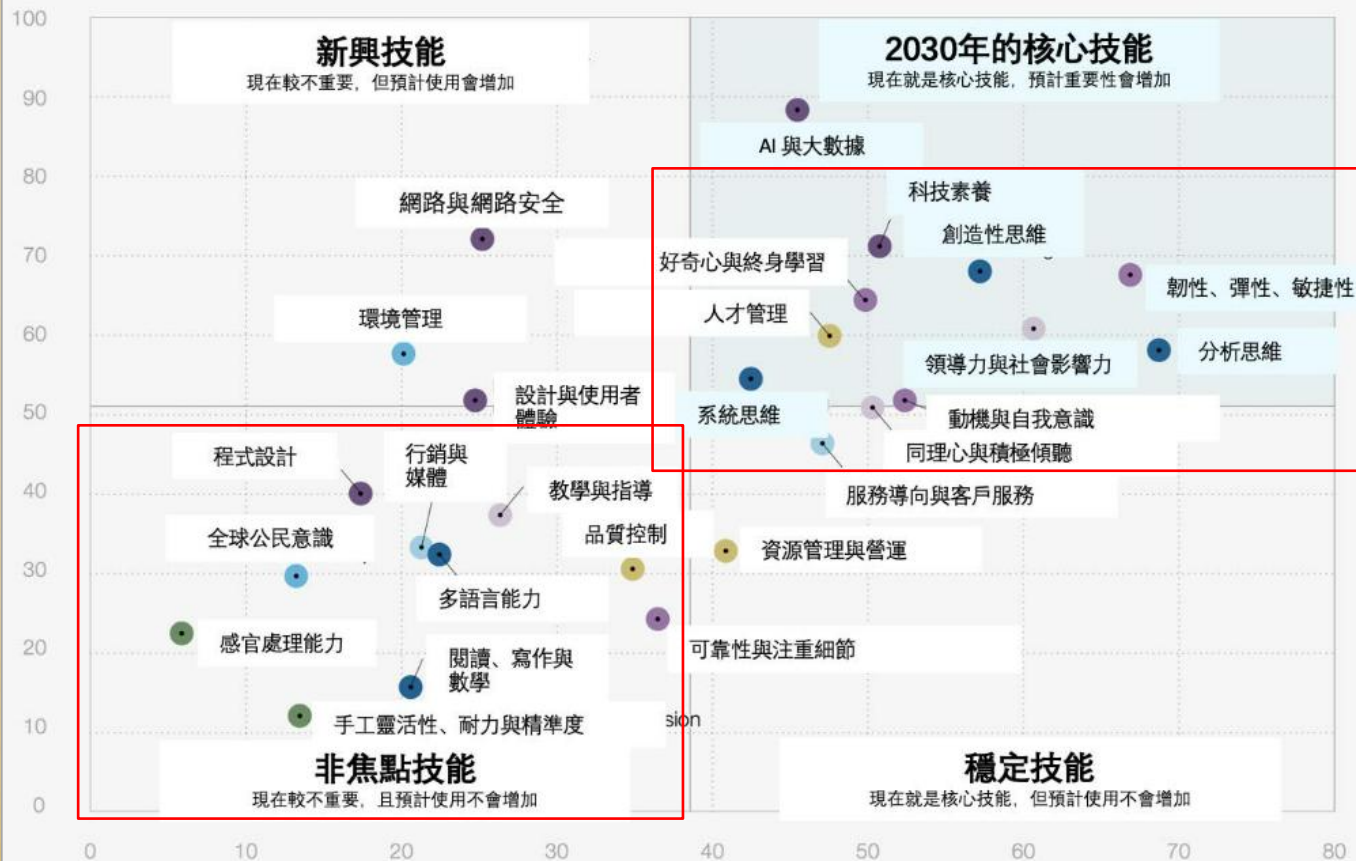 100
新興技能
現在較不重要，但預計使用會增加
2030年的核心技能
現在就是核心技能，預計重要性會增加
90
AI 與大數據
80
網路與網路安全
科技素養
創造性思維
70
好奇心與終身學習
韌性、彈性、敏捷性
人才管理
環境管理
60
領導力與社會影響力
分析思維
設計與使用者
體驗
系統思維
動機與自我意識
50
同理心與積極傾聽
程式設計
行銷與
媒體
教學與指導
服務導向與客戶服務
40
全球公民意識
品質控制
資源管理與營運
30
多語言能力
感官處理能力
閱讀、寫作與
數學
可靠性與注重細節
20
手工靈活性、耐力與精準度
sion
10
非焦點技能
現在較不重要，且預計使用不會增加
穩定技能
現在就是核心技能，但預計使用不會增加
0
0 10 20 30 40 50 60 70 80